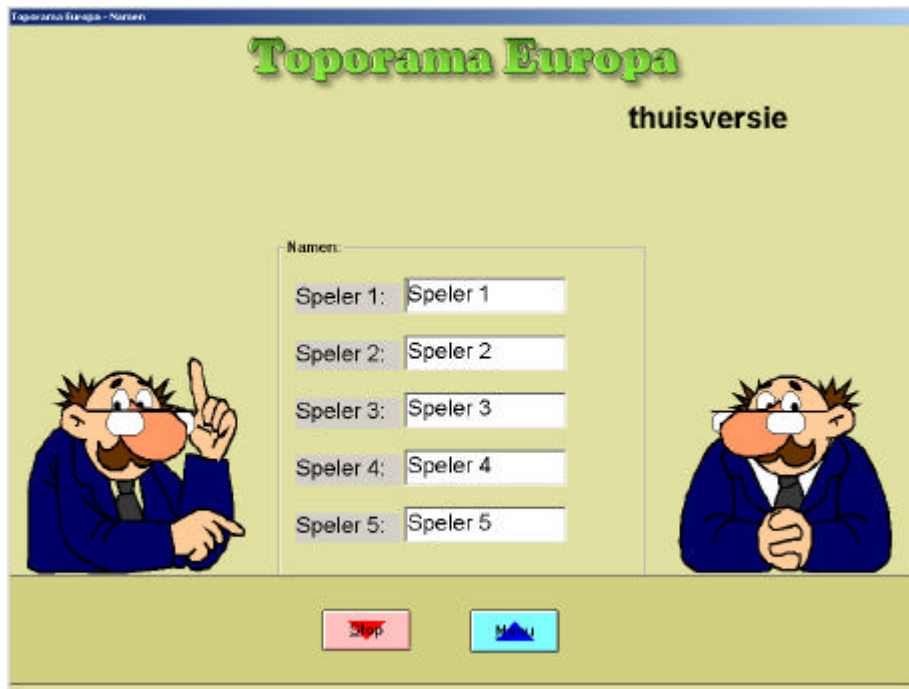 Toporama Europa - Namen
Toporama Europa
thuisversie
Namen:
Speler 1: Speler 1
Speler 2: Speler 2
Speler 3: Speler 3
Speler 4: Speler 4
Speler 5: Speler 5
Stop Menu